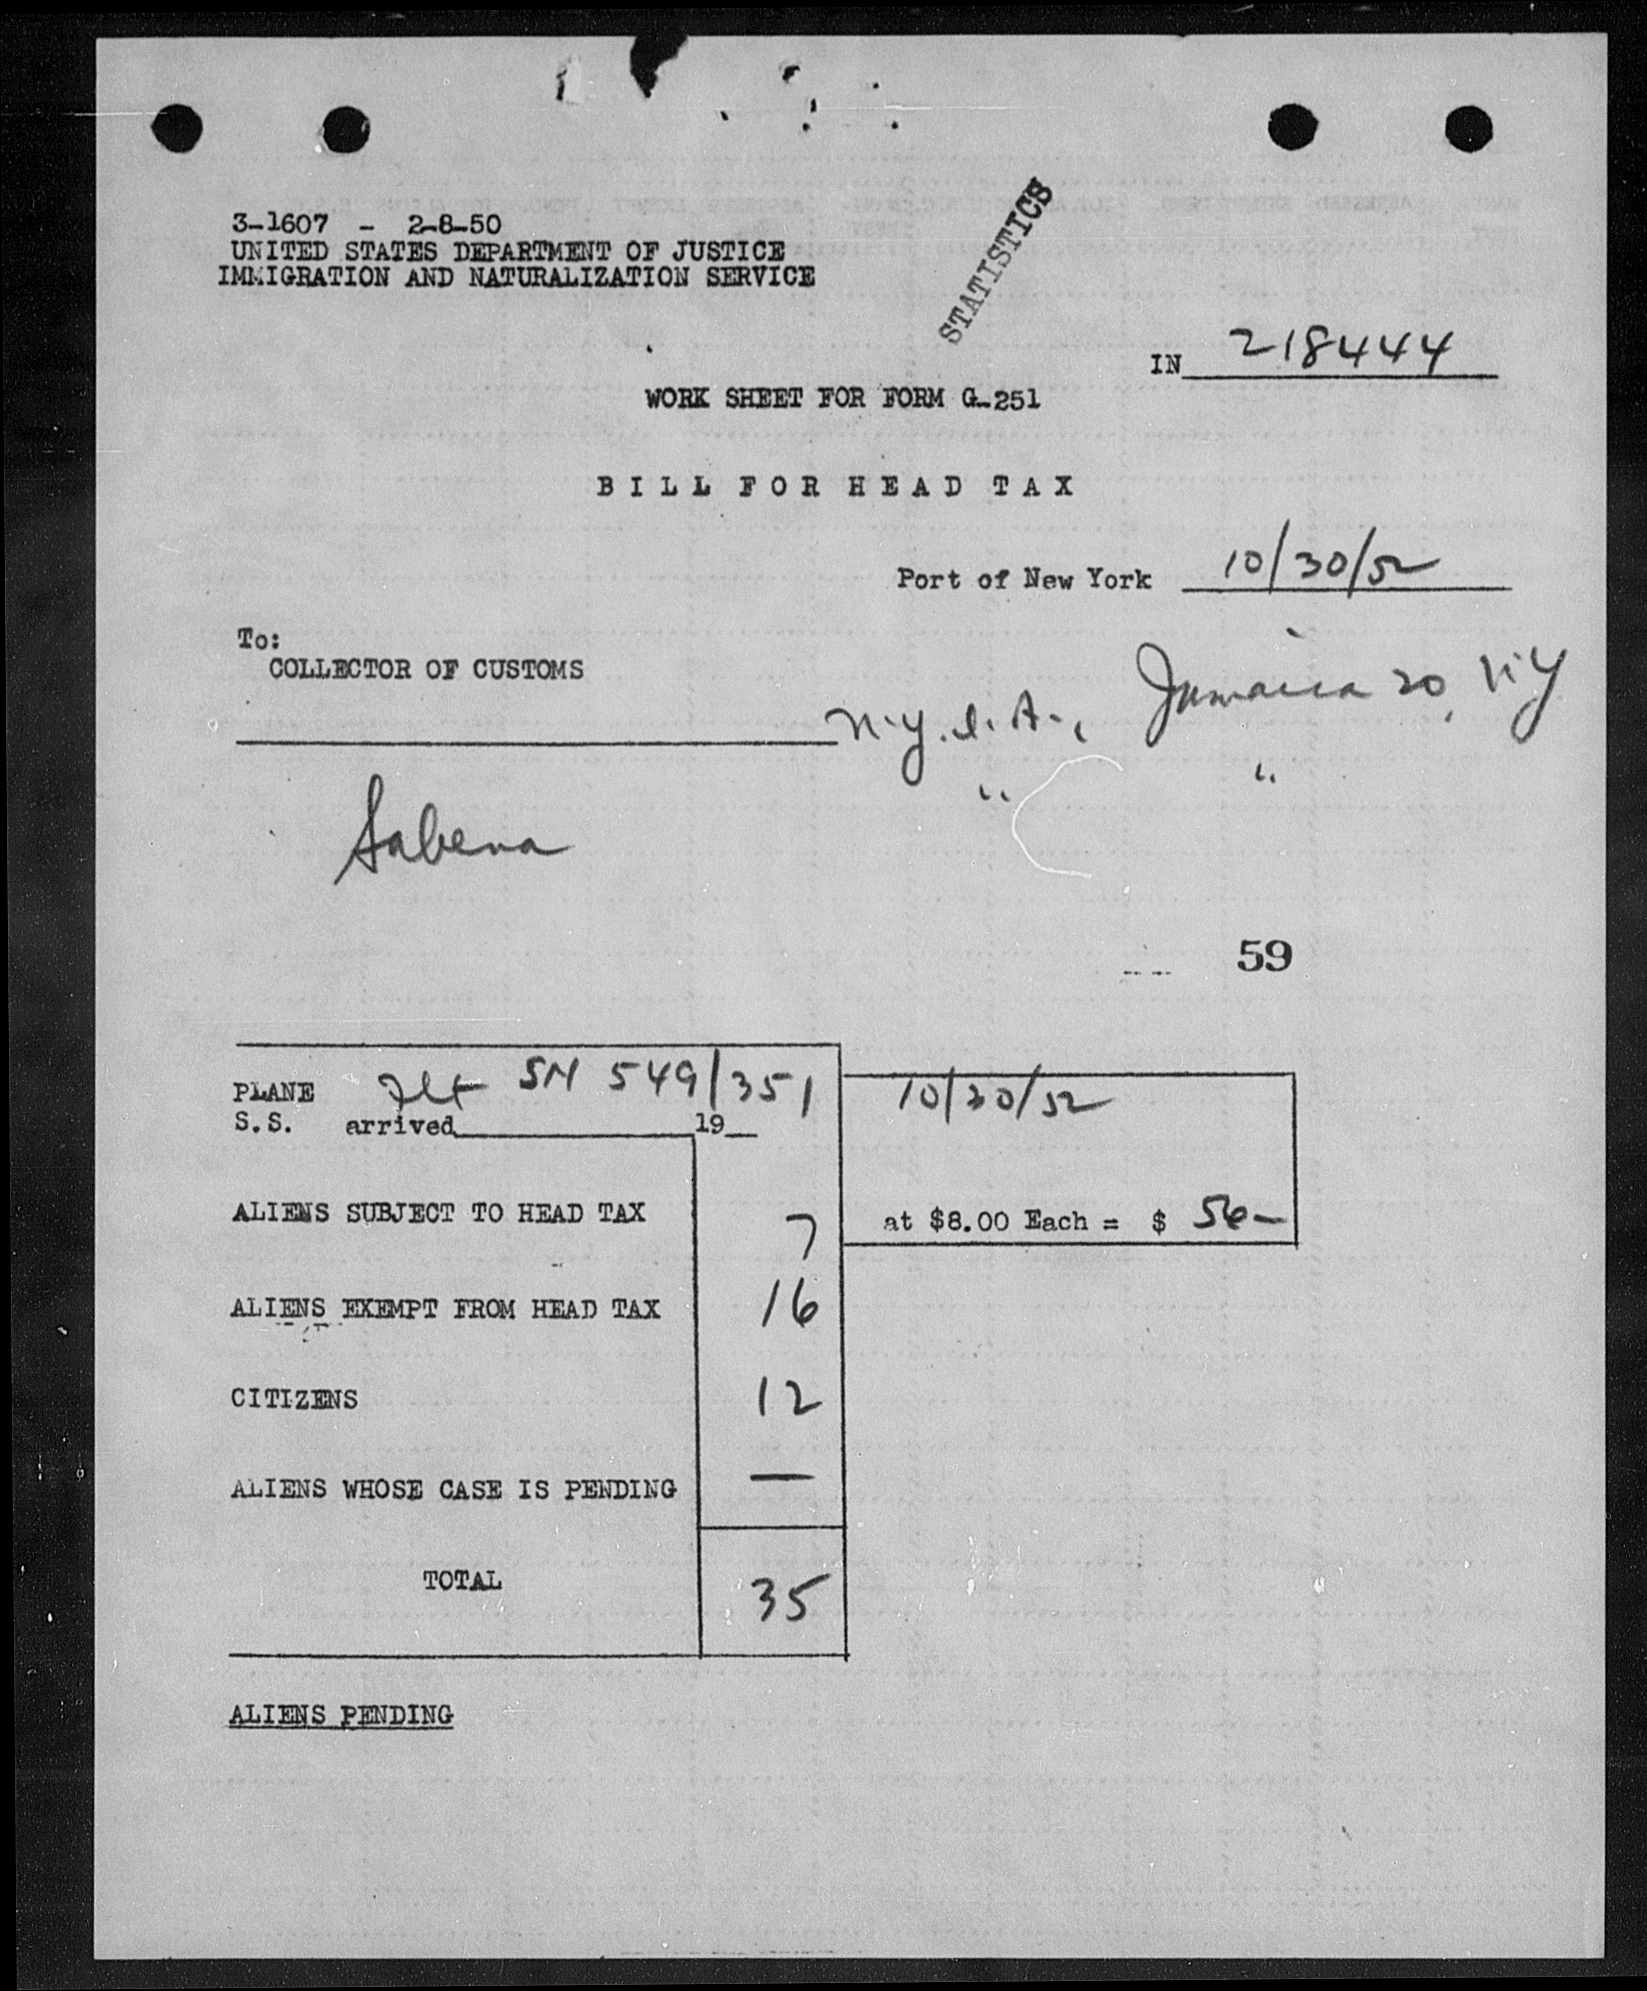 3-1607 - 2-8-50
UNITED STATES DEPARTMENT OF JUSTICE
IMMIGRATION AND NATURALIZATION SERVICE
STATISTICS
IN 218444
WORK SHEET FOR FORM G-251
BILL FOR HEAD TAX
Port of New York 10/30/52
To:
COLLECTOR OF CUSTOMS
N.Y.I.A., Jamaica 20, N.Y
" "
Sabena
59
PLANE Flt SN 549/351 10/30/52
S.S. arrived 19
ALIENS SUBJECT TO HEAD TAX 7 at $8.00 Each = $ 56-
ALIENS EXEMPT FROM HEAD TAX 16
CITIZENS 12
ALIENS WHOSE CASE IS PENDING —
TOTAL 35
ALIENS PENDING